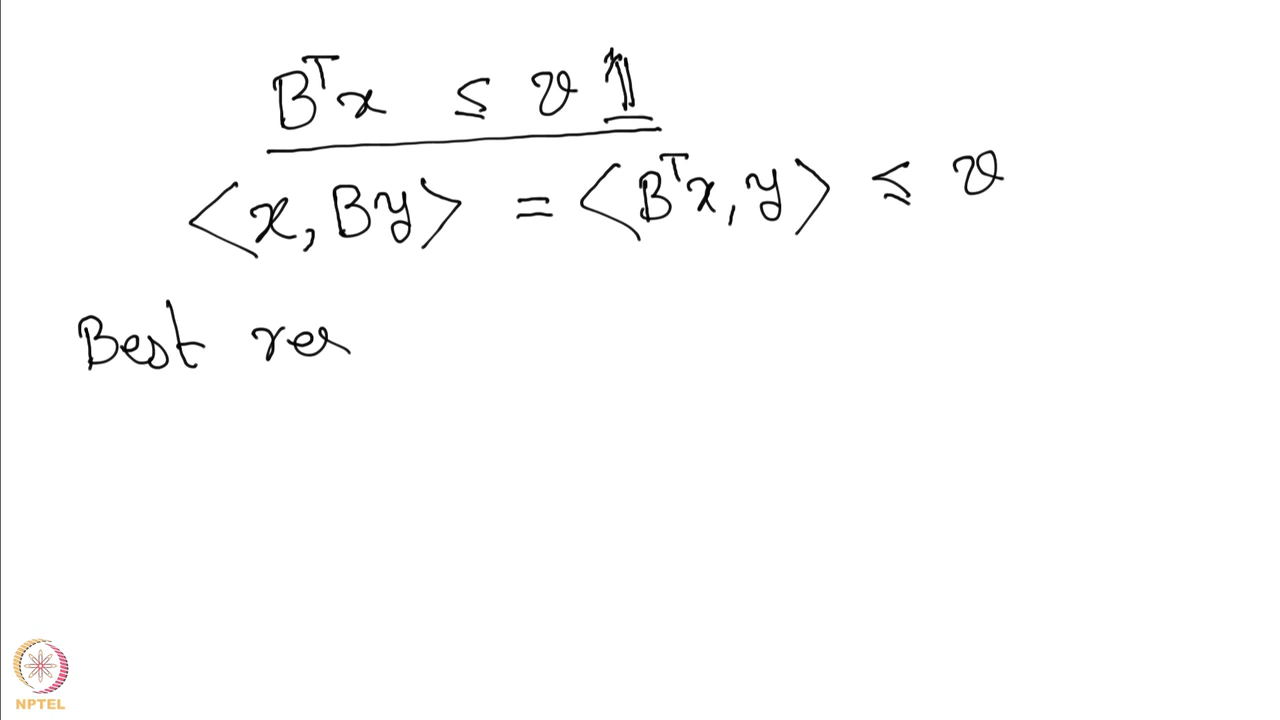 Bᵀx ≤ v 𝟙
⟨x, By⟩ = ⟨Bᵀx, y⟩ ≤ v
Best res
NPTEL